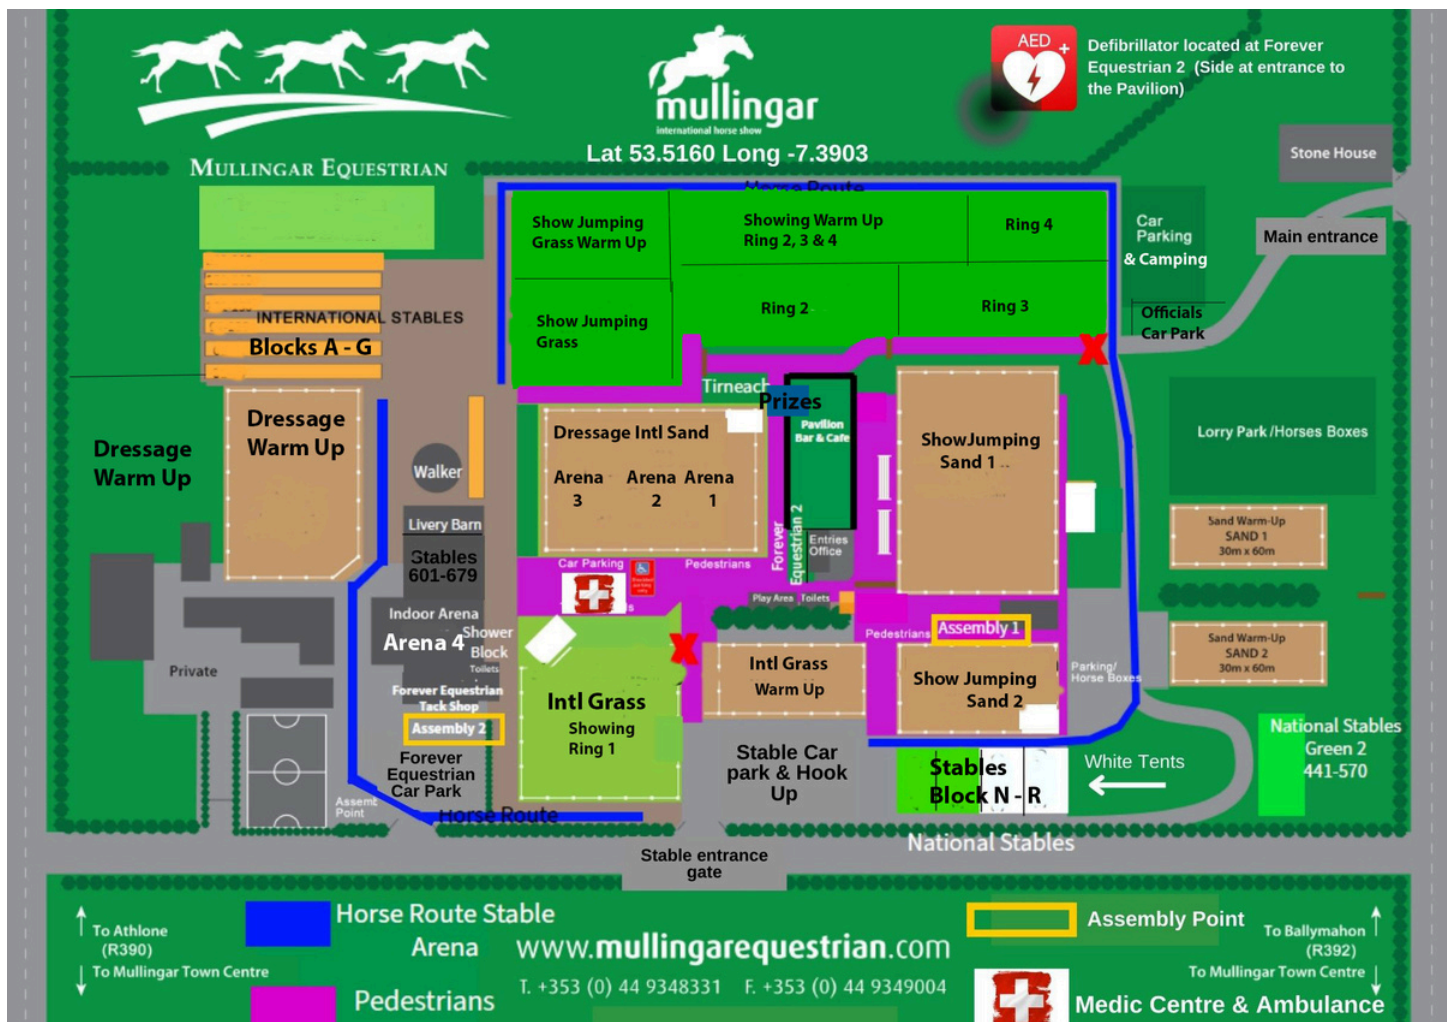 AED
Defibrillator located at Forever
Equestrian 2 (Side at entrance to
the Pavilion)
mullingar
international horse show
Lat 53.5160 Long -7.3903
MULLINGAR EQUESTRIAN
Stone House
Horse Route
Show Jumping
Grass Warm Up
Showing Warm Up
Ring 2, 3 & 4
Ring 4
Car
Parking
& Camping
Main entrance
INTERNATIONAL STABLES
Blocks A - G
Show Jumping
Grass
Ring 2
Ring 3
Officials
Car Park
X
Tirneach
Prizes
Pavilion
Bar & Cafe
Dressage
Warm Up
Dressage
Warm Up
Walker
Dressage Intl Sand
Arena
3
Arena
2
Arena
1
ShowJumping
Sand 1
Lorry Park /Horses Boxes
Livery Barn
Stables
601-679
Forever
Equestrian 2
Entries
Office
Sand Warm-Up
SAND 1
30m x 60m
Car Parking
Pedestrians
Play Area
Toilets
Indoor Arena
Arena 4
Shower
Block
Toilets
X
Pedestrians
Assembly 1
Sand Warm-Up
SAND 2
30m x 60m
Private
Forever Equestrian
Tack Shop
Assembly 2
Intl Grass
Showing
Ring 1
Intl Grass
Warm Up
Show Jumping
Sand 2
Parking/
Horse Boxes
Forever
Equestrian
Car Park
Assemb
Point
Horse Route
Stable Car
park & Hook
Up
Stables
Block N - R
White Tents
National Stables
Green 2
441-570
National Stables
Stable entrance
gate
To Athlone
(R390)
To Mullingar Town Centre
Horse Route Stable
Arena
Pedestrians
www.mullingarequestrian.com
T. +353 (0) 44 9348331 F. +353 (0) 44 9349004
Assembly Point
To Ballymahon
(R392)
To Mullingar Town Centre
Medic Centre & Ambulance